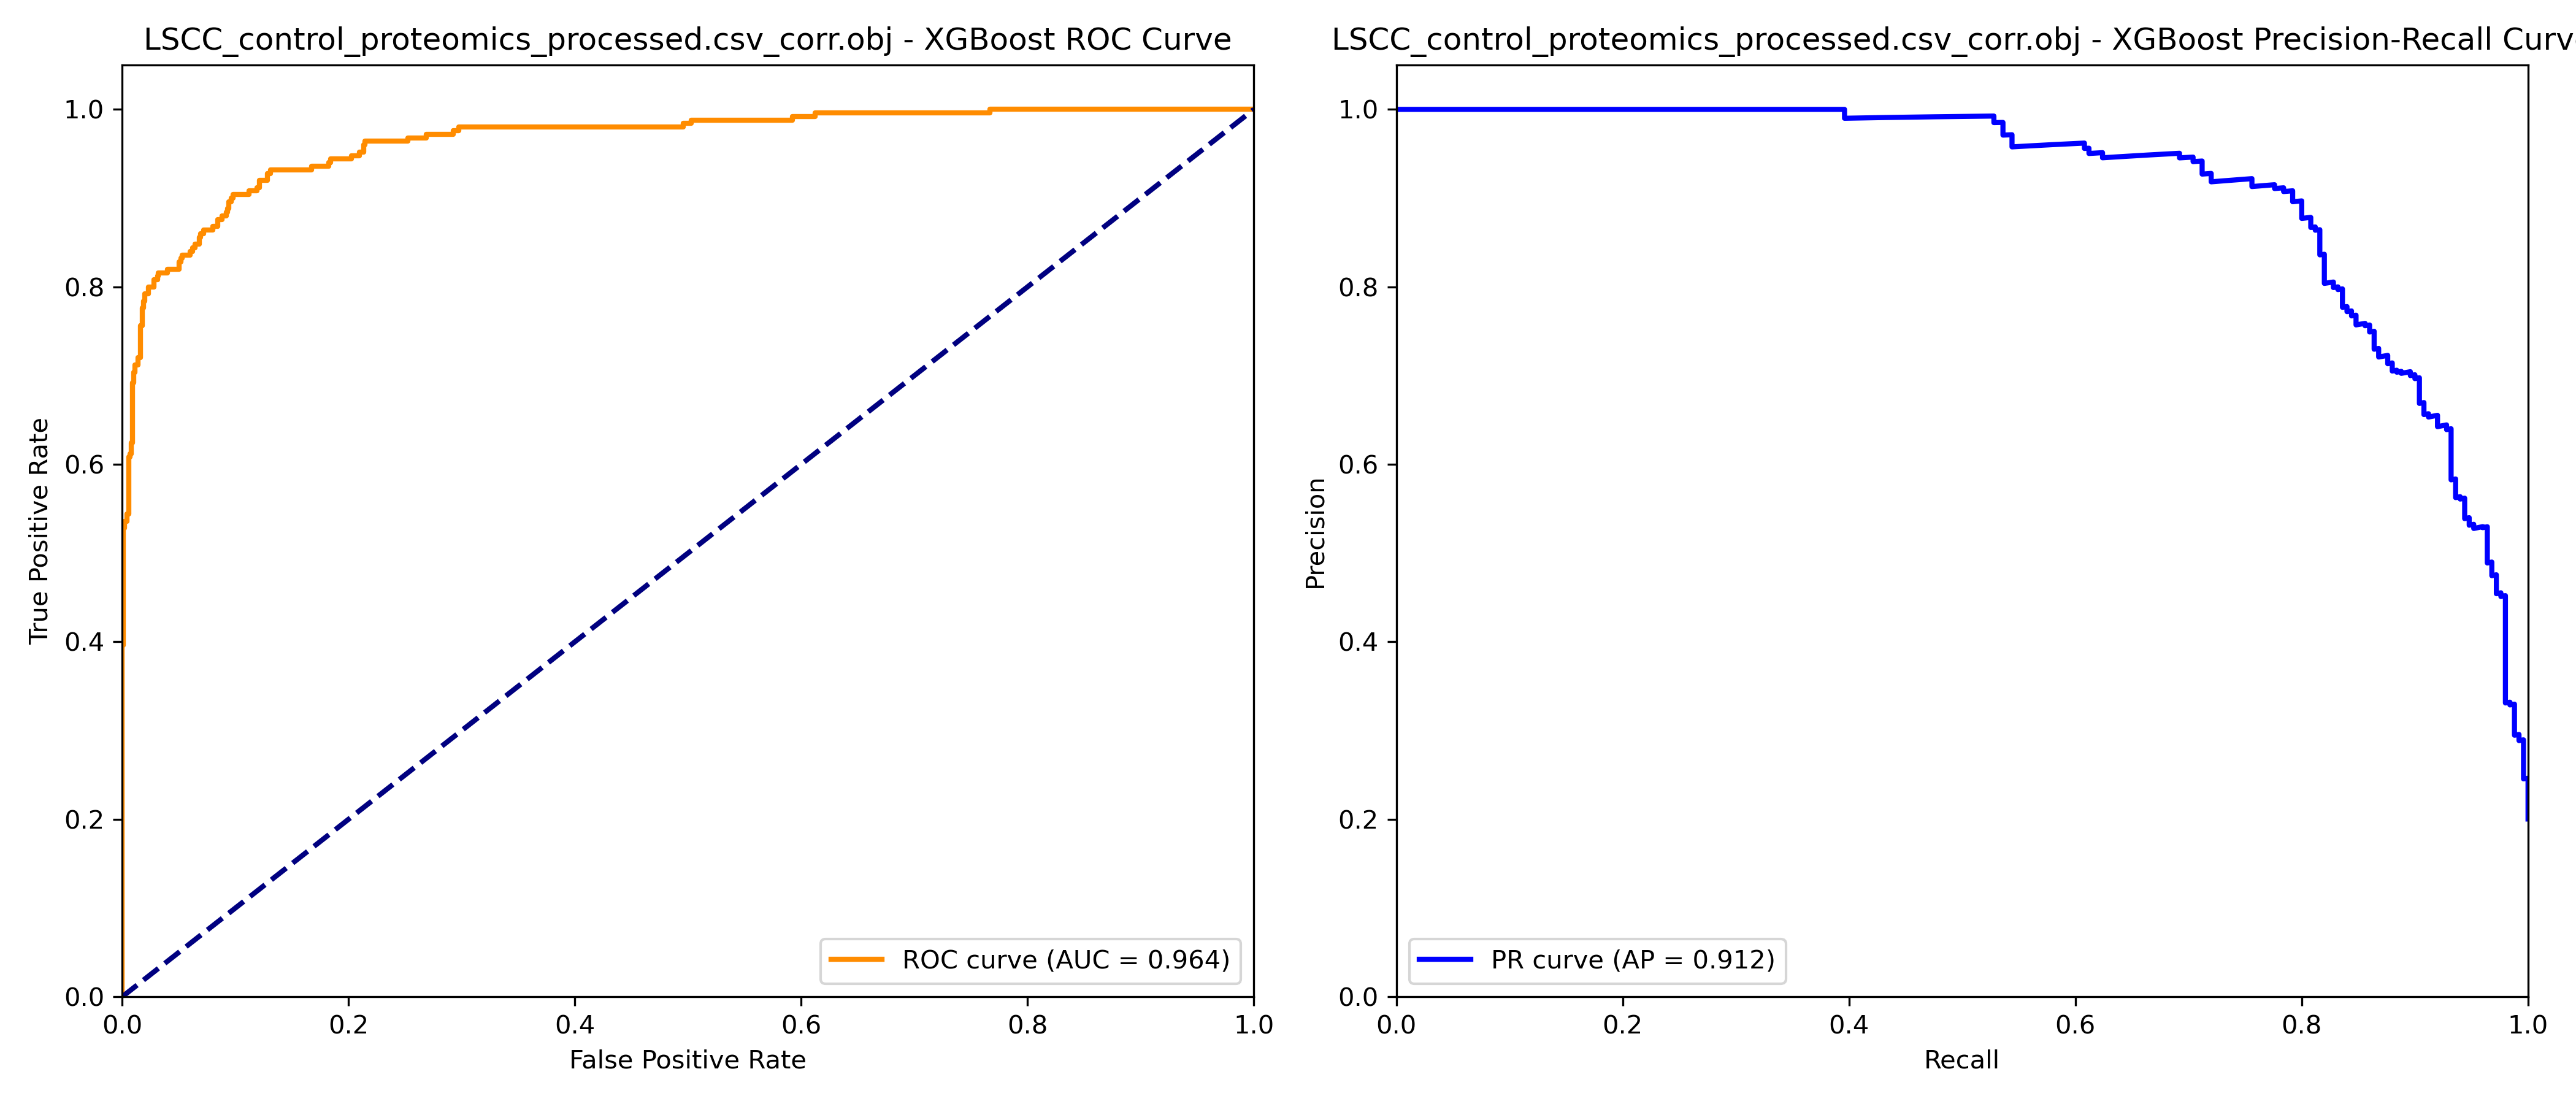 LSCC_control_proteomics_processed.csv_corr.obj - XGBoost ROC Curve
1.0
0.8
0.6
0.4
0.2
0.0
True Positive Rate
0.0 0.2 0.4 0.6 0.8 1.0
False Positive Rate
ROC curve (AUC = 0.964)
LSCC_control_proteomics_processed.csv_corr.obj - XGBoost Precision-Recall Curv
1.0
0.8
0.6
0.4
0.2
0.0
Precision
0.0 0.2 0.4 0.6 0.8 1.0
Recall
PR curve (AP = 0.912)